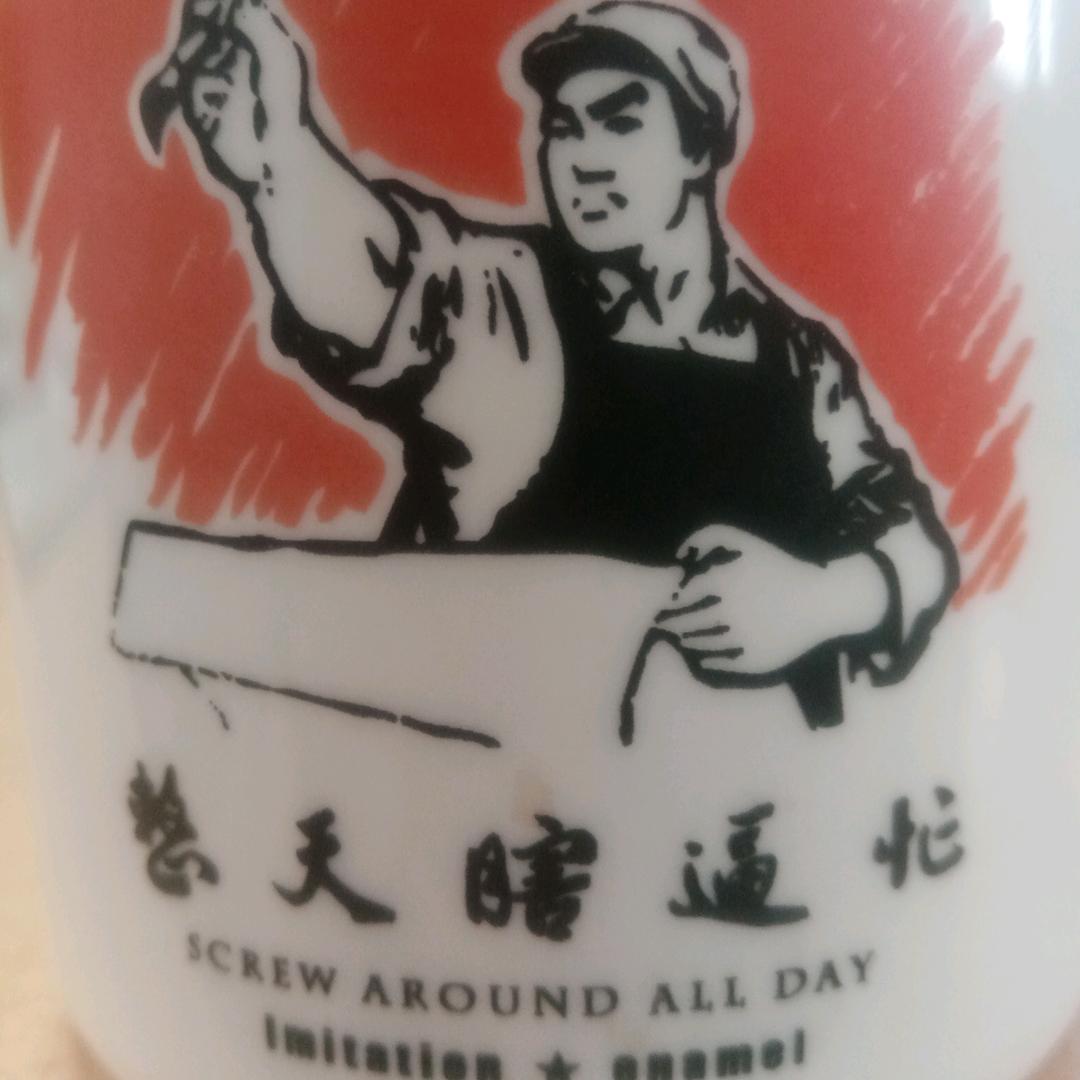 整天瞎逼忙
SCREW AROUND ALL DAY
imitation ★ enamel